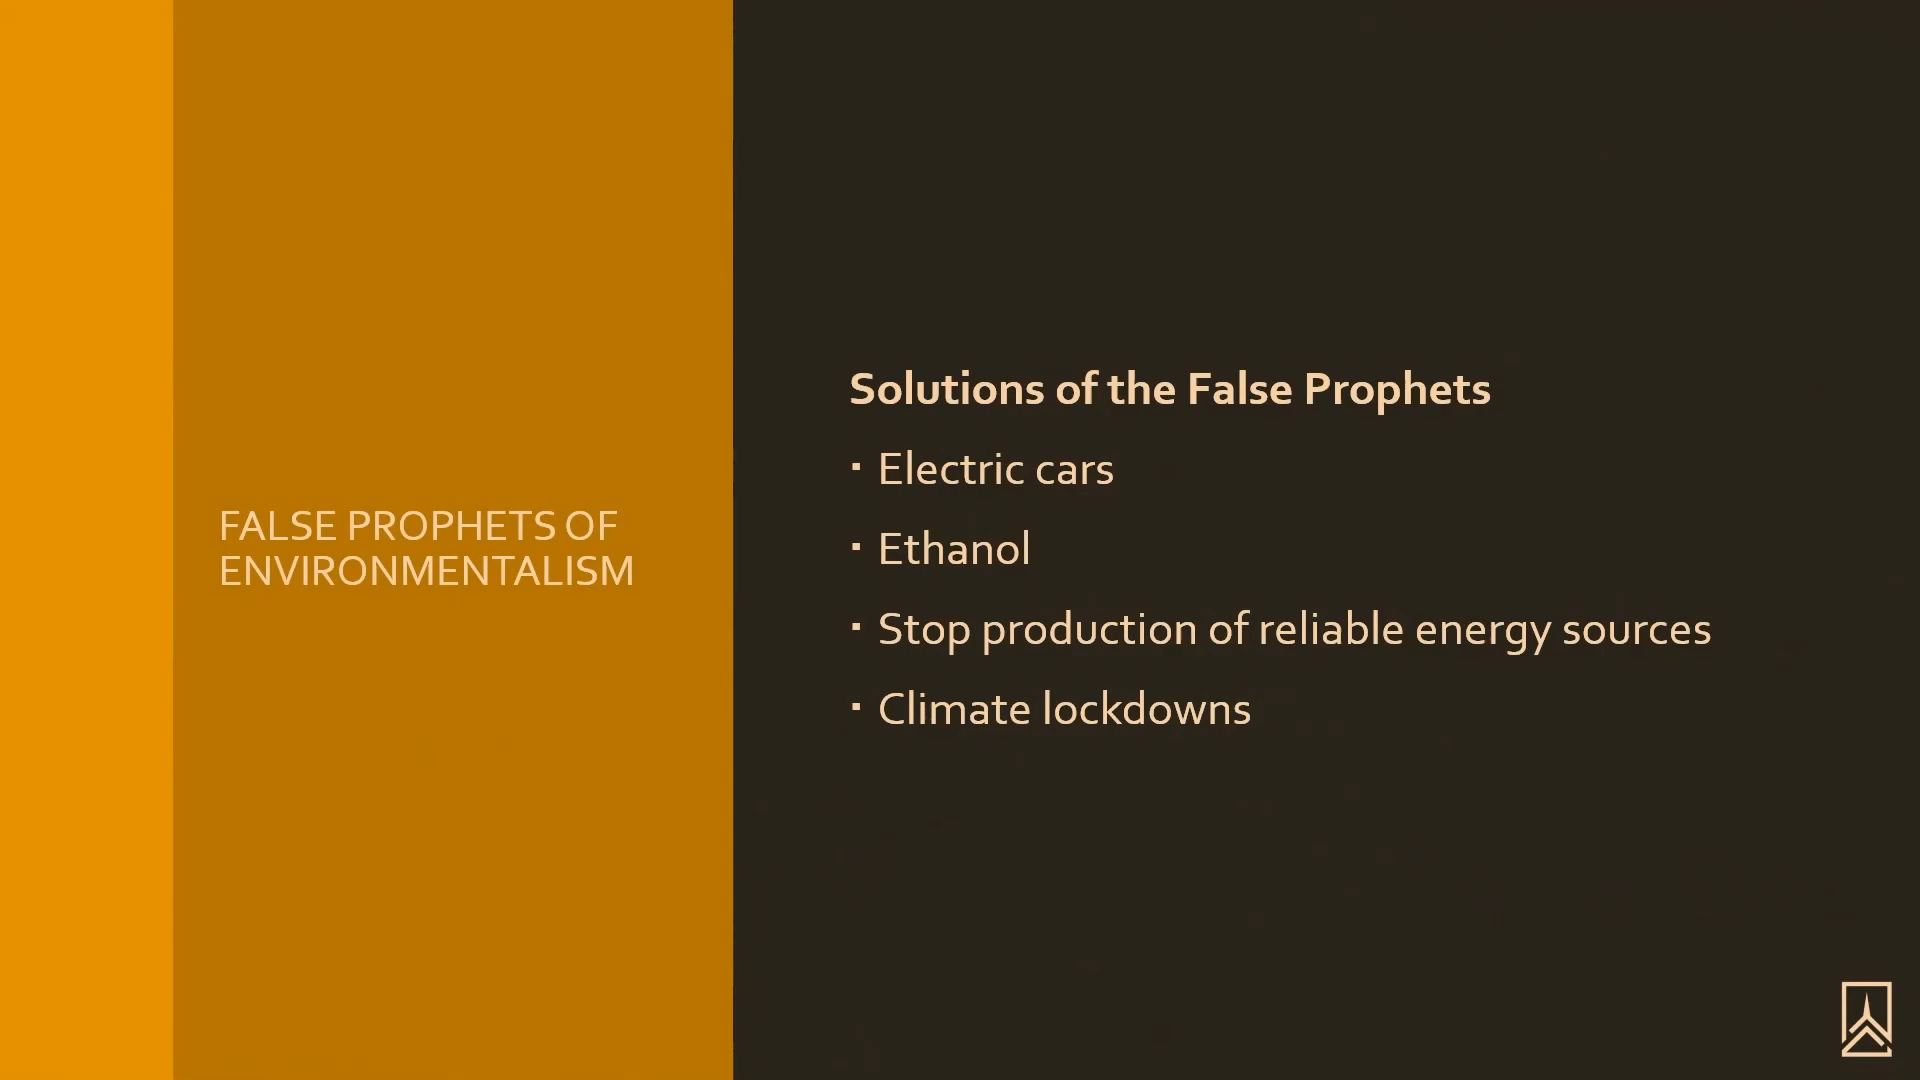 FALSE PROPHETS OF
ENVIRONMENTALISM
Solutions of the False Prophets
▪ Electric cars
▪ Ethanol
▪ Stop production of reliable energy sources
▪ Climate lockdowns